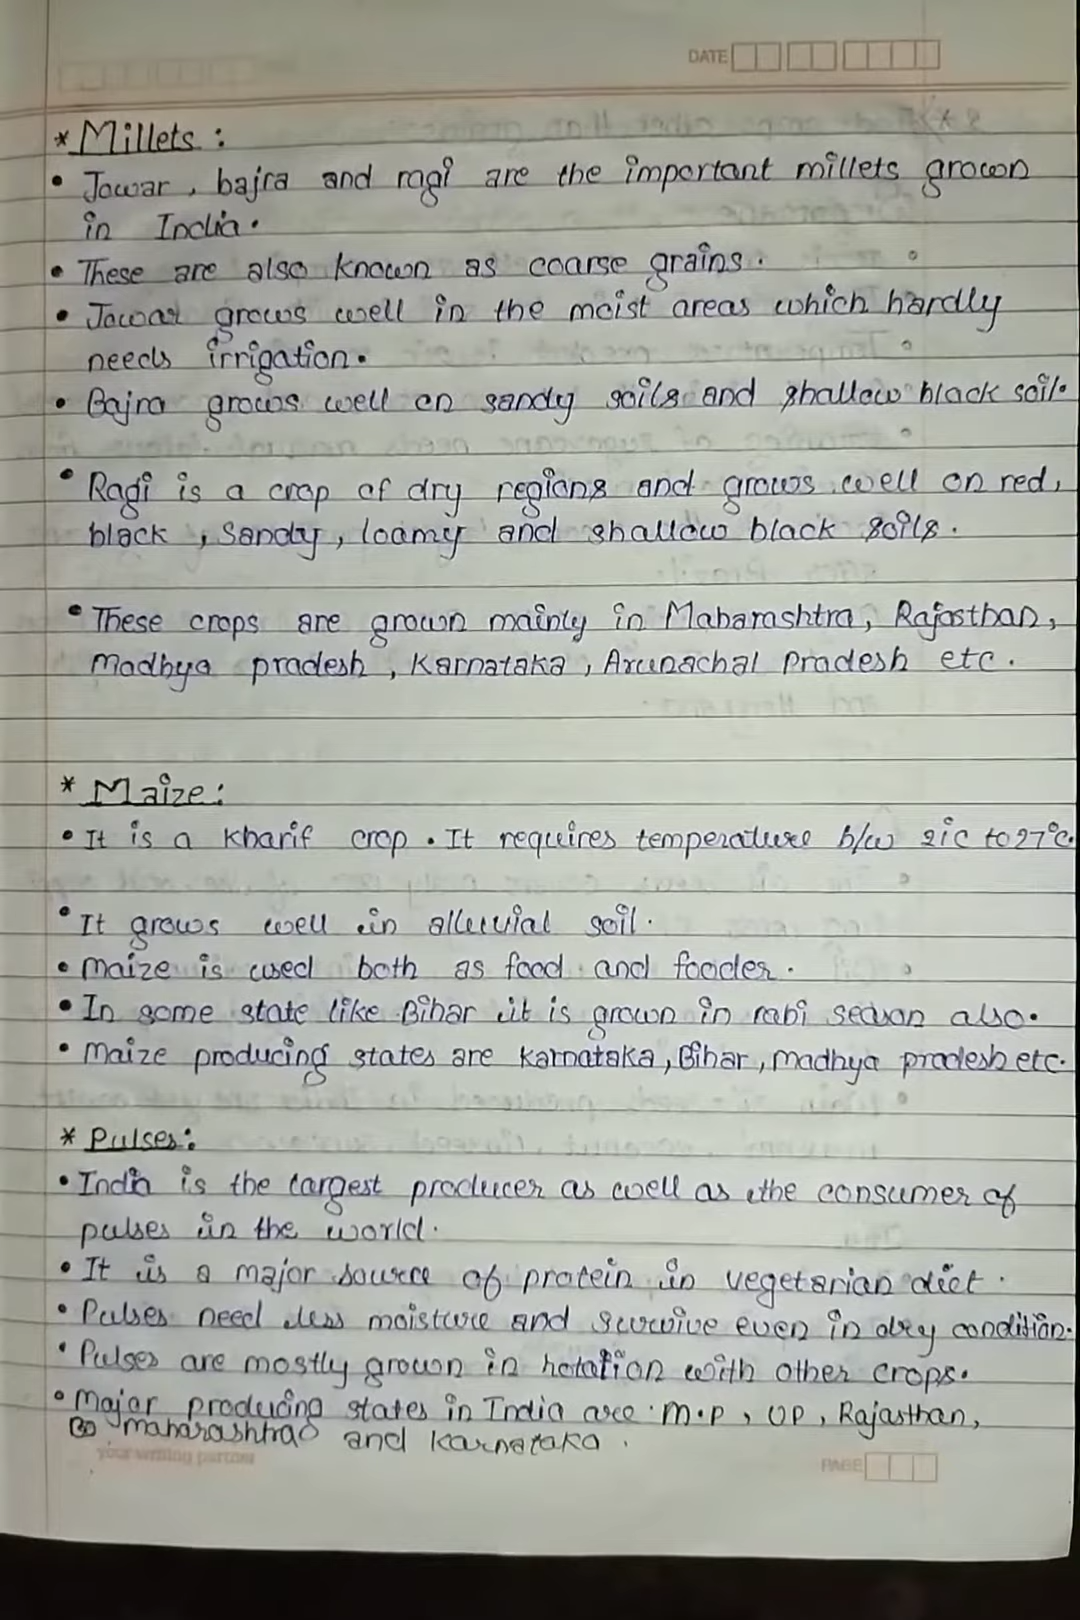 DATE
* Millets :
• Jowar, bajra and ragi are the important millets grown
in India.
• These are also known as coarse grains.
• Jowar grows well in the moist areas which hardly
needs irrigation.
• Bajra grows well on sandy soils and shallow black soil.
• Ragi is a crop of dry regions and grows well on red,
black, sandy, loamy and shallow black soils.
• These crops are grown mainly in Maharashtra, Rajasthan,
Madhya pradesh, Karnataka, Arunachal Pradesh etc.
* Maize :
• It is a kharif crop. It requires temperature b/w 21°c to 27°c.
• It grows well in alluvial soil.
• Maize is used both as food and fooder.
• In some state like Bihar it is grown in rabi season also.
• Maize producing states are Karnataka, Bihar, Madhya pradesh etc.
* Pulses :
• India is the largest producer as well as the consumer of
pulses in the world.
• It is a major source of protein in vegetarian diet.
• Pulses need less moisture and survive even in dry condition.
• Pulses are mostly grown in rotation with other crops.
• Major producing states in India are M.P, UP, Rajasthan,
maharashtra and Karnataka.
your writing partner
PAGE